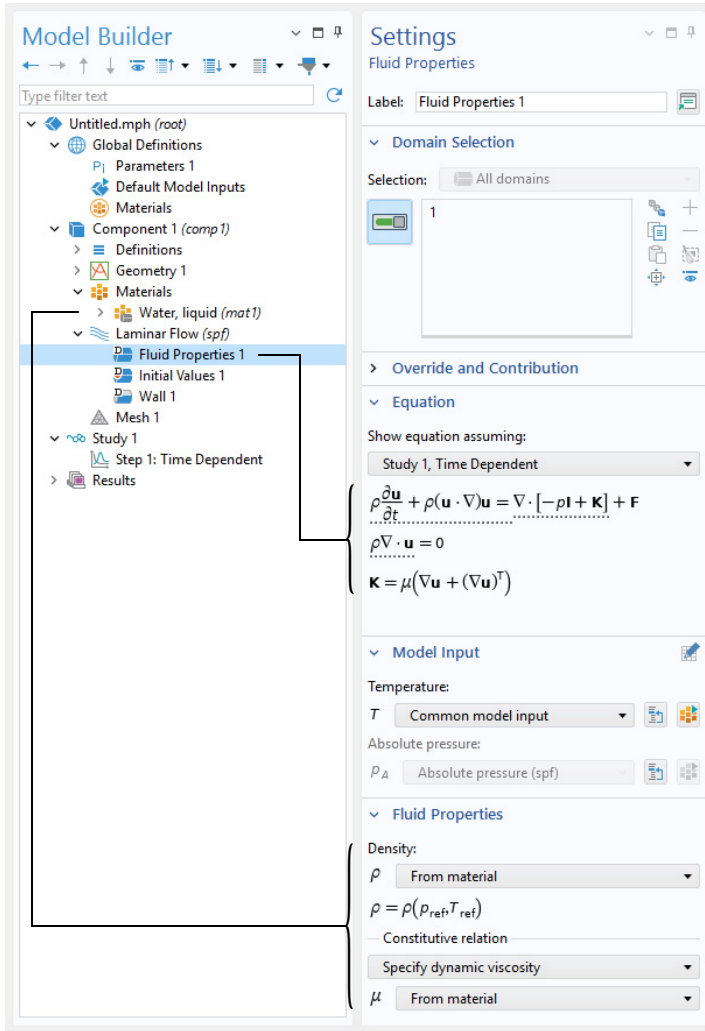 Model Builder
Type filter text
Untitled.mph (root)
Global Definitions
Pi Parameters 1
Default Model Inputs
Materials
Component 1 (comp1)
Definitions
Geometry 1
Materials
Water, liquid (mat1)
Laminar Flow (spf)
D Fluid Properties 1
D Initial Values 1
D Wall 1
Mesh 1
Study 1
Step 1: Time Dependent
Results
Settings
Fluid Properties
Label: Fluid Properties 1
Domain Selection
Selection: All domains
1
Override and Contribution
Equation
Show equation assuming:
Study 1, Time Dependent
ρ∂u/∂t + ρ(u · ∇)u = ∇ · [−pI + K] + F
ρ∇ · u = 0
K = μ(∇u + (∇u)ᵀ)
Model Input
Temperature:
T Common model input
Absolute pressure:
p_A Absolute pressure (spf)
Fluid Properties
Density:
ρ From material
ρ = ρ(p_ref,T_ref)
Constitutive relation
Specify dynamic viscosity
μ From material